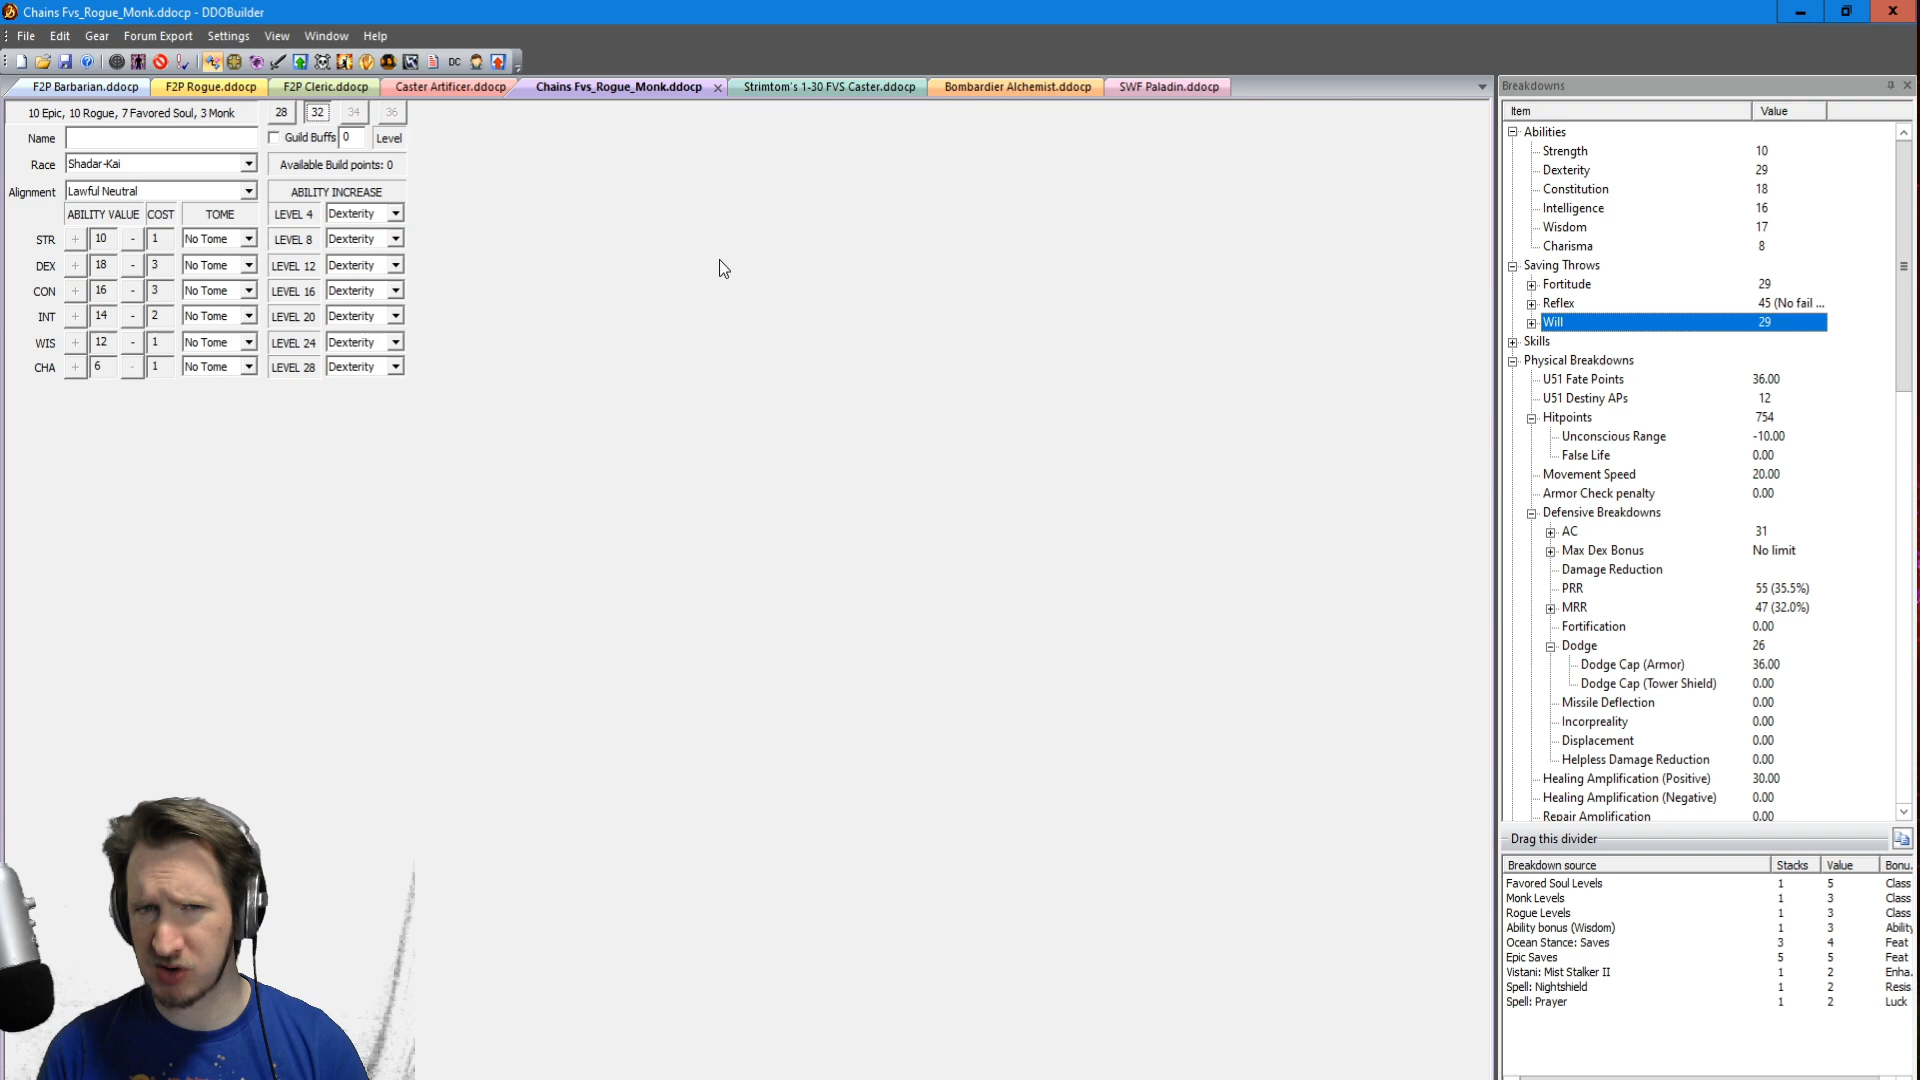 Chains Fvs_Rogue_Monk.ddocp - DDOBuilder
File Edit Gear Forum Export Settings View Window Help
DC
F2P Barbarian.ddocp F2P Rogue.ddocp F2P Cleric.ddocp Caster Artificer.ddocp Chains Fvs_Rogue_Monk.ddocp Strimtom's 1-30 FVS Caster.ddocp Bombardier Alchemist.ddocp SWF Paladin.ddocp
10 Epic, 10 Rogue, 7 Favored Soul, 3 Monk 28 32 34 36
Name Guild Buffs 0 Level
Race Shadar-Kai Available Build points: 0
Alignment Lawful Neutral ABILITY INCREASE
ABILITY VALUE COST TOME LEVEL 4 Dexterity
STR + 10 - 1 No Tome LEVEL 8 Dexterity
DEX + 18 - 3 No Tome LEVEL 12 Dexterity
CON + 16 - 3 No Tome LEVEL 16 Dexterity
INT + 14 - 2 No Tome LEVEL 20 Dexterity
WIS + 12 - 1 No Tome LEVEL 24 Dexterity
CHA + 6 - 1 No Tome LEVEL 28 Dexterity
Breakdowns
Item Value
Abilities
Strength 10
Dexterity 29
Constitution 18
Intelligence 16
Wisdom 17
Charisma 8
Saving Throws
Fortitude 29
Reflex 45 (No fail ...
Will 29
Skills
Physical Breakdowns
U51 Fate Points 36.00
U51 Destiny APs 12
Hitpoints 754
Unconscious Range -10.00
False Life 0.00
Movement Speed 20.00
Armor Check penalty 0.00
Defensive Breakdowns
AC 31
Max Dex Bonus No limit
Damage Reduction
PRR 55 (35.5%)
MRR 47 (32.0%)
Fortification 0.00
Dodge 26
Dodge Cap (Armor) 36.00
Dodge Cap (Tower Shield) 0.00
Missile Deflection 0.00
Incorpreality 0.00
Displacement 0.00
Helpless Damage Reduction 0.00
Healing Amplification (Positive) 30.00
Healing Amplification (Negative) 0.00
Repair Amplification 0.00
Drag this divider
Breakdown source Stacks Value Bonu.
Favored Soul Levels 1 5 Class
Monk Levels 1 3 Class
Rogue Levels 1 3 Class
Ability bonus (Wisdom) 1 3 Ability
Ocean Stance: Saves 3 4 Feat
Epic Saves 5 5 Feat
Vistani: Mist Stalker II 1 2 Enha.
Spell: Nightshield 1 2 Resis
Spell: Prayer 1 2 Luck